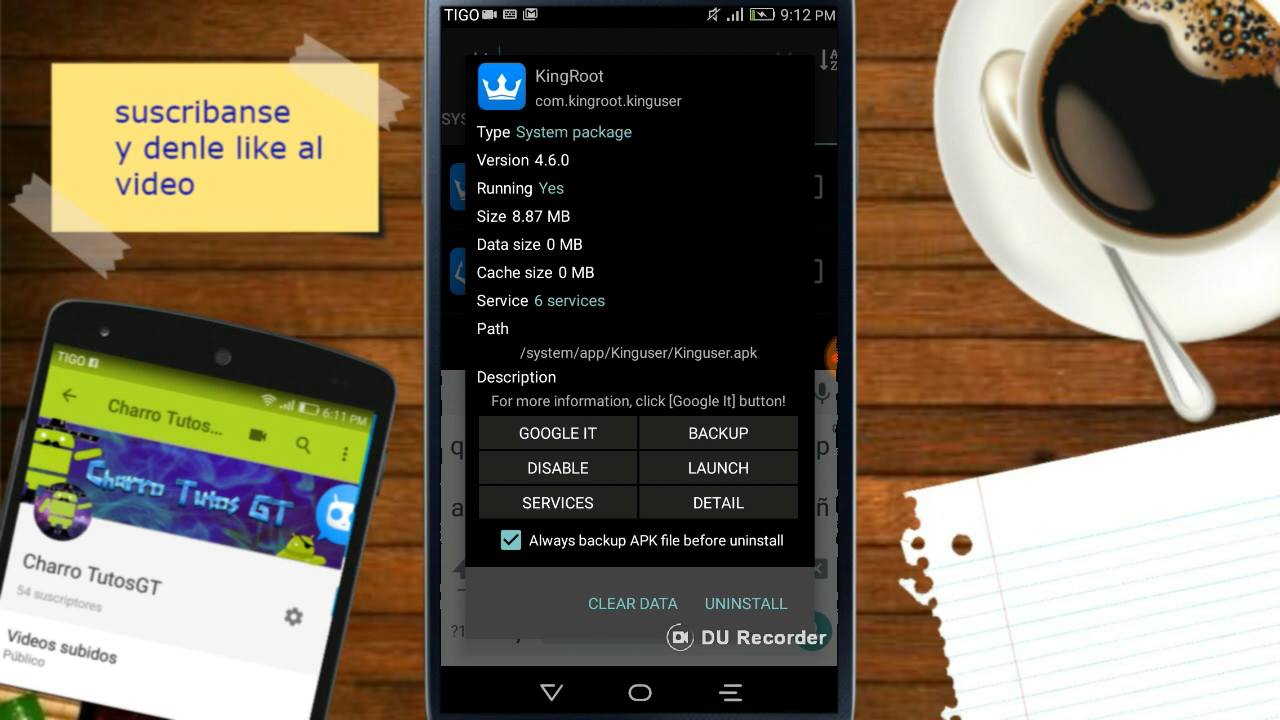 suscribanse
y denle like al
video
TIGO 6:11 PM
Charro Tutos...
Charro Tutos GT
Charro TutosGT
54 suscriptores
Videos subidos
Público
TIGO 9:12 PM
KingRoot
com.kingroot.kinguser
Type System package
Version 4.6.0
Running Yes
Size 8.87 MB
Data size 0 MB
Cache size 0 MB
Service 6 services
Path
/system/app/Kinguser/Kinguser.apk
Description
For more information, click [Google It] button!
GOOGLE IT BACKUP
DISABLE LAUNCH
SERVICES DETAIL
Always backup APK file before uninstall
CLEAR DATA UNINSTALL
DU Recorder
SYS
A
Z
q p
a ñ
?1